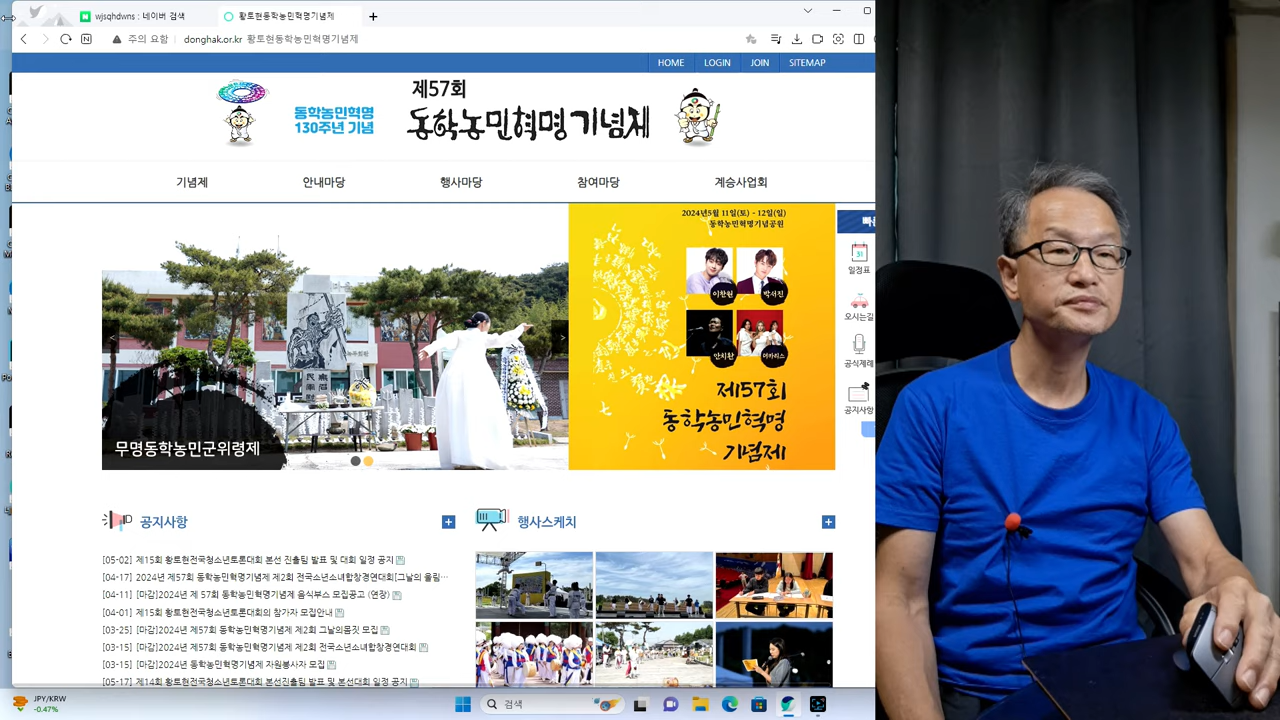 wjsqhdwns : 네이버 검색
황토현동학농민혁명기념제
주의 요함
donghak.or.kr 황토현동학농민혁명기념제
HOME
LOGIN
JOIN
SITEMAP
동학농민혁명
130주년 기념
제57회
동학농민혁명기념제
기념제
안내마당
행사마당
참여마당
계승사업회
무명동학농민군위령제
2024년5월 11일(토) - 12일(일)
동학농민혁명기념공원
이찬원
박서진
안치환
제57회
동학농민혁명
기념제
31
일정표
오시는길
공식제례
공지사항
공지사항
[05-02] 제15회 황토현전국청소년토론대회 본선 진출팀 발표 및 대회 일정 공지
[04-17] 2024년 제57회 동학농민혁명기념제 제2회 전국소년소녀합창경연대회[그날의 울림…
[04-11] [마감]2024년 제 57회 동학농민혁명기념제 음식부스 모집공고 (연장)
[04-01] 제15회 황토현전국청소년토론대회의 참가자 모집안내
[03-25] [마감]2024년 제57회 동학농민혁명기념제 제2회 그날의몸짓 모집
[03-15] [마감]2024년 제57회 동학농민혁명기념제 제2회 전국소년소녀합창경연대회
[03-15] [마감]2024년 동학농민혁명기념제 자원봉사자 모집
[05-17] 제14회 황토현전국청소년토론대회 본선진출팀 발표 및 본선대회 일정 공지
행사스케치
JPY/KRW
-0.47%
검색